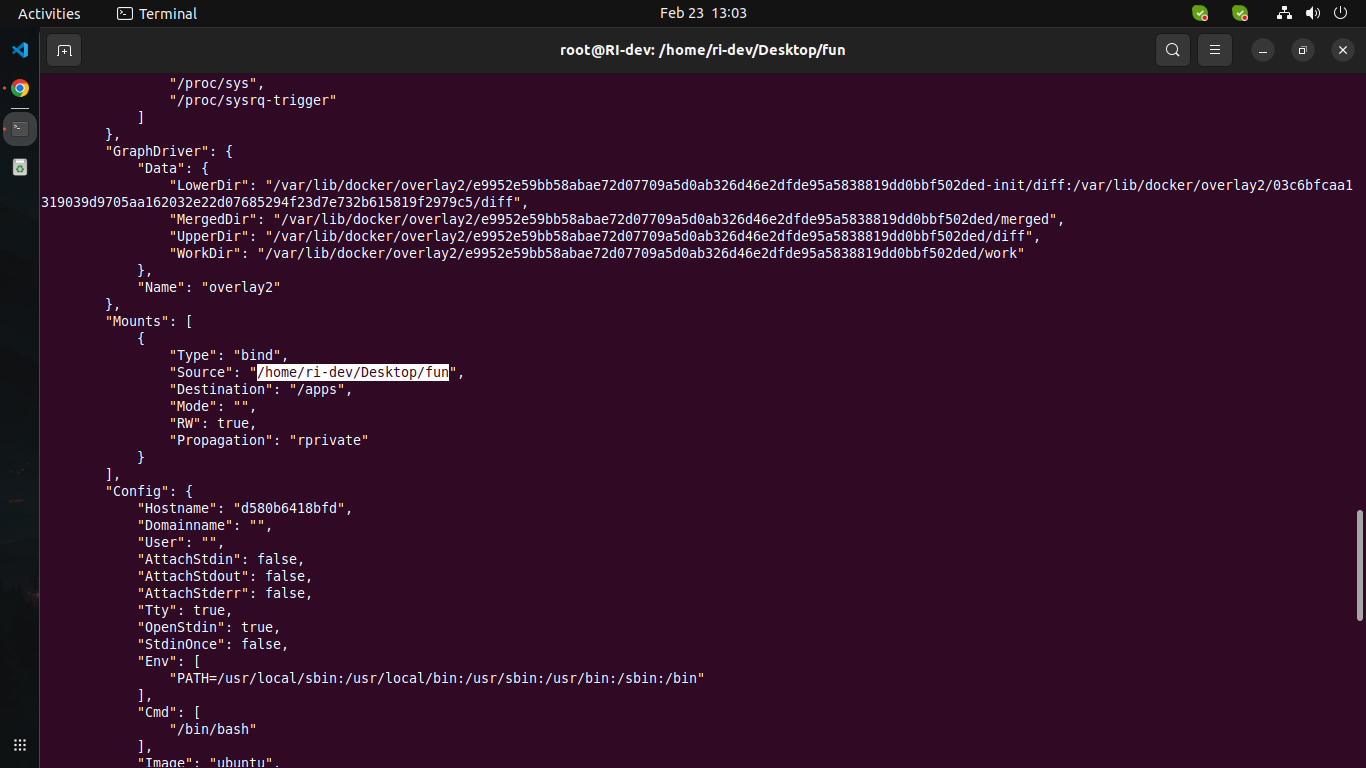 Activities Terminal Feb 23 13:03
root@RI-dev: /home/ri-dev/Desktop/fun
"/proc/sys",
"/proc/sysrq-trigger"
]
},
"GraphDriver": {
"Data": {
"LowerDir": "/var/lib/docker/overlay2/e9952e59bb58abae72d07709a5d0ab326d46e2dfde95a5838819dd0bbf502ded-init/diff:/var/lib/docker/overlay2/03c6bfcaa1
319039d9705aa162032e22d07685294f23d7e732b615819f2979c5/diff",
"MergedDir": "/var/lib/docker/overlay2/e9952e59bb58abae72d07709a5d0ab326d46e2dfde95a5838819dd0bbf502ded/merged",
"UpperDir": "/var/lib/docker/overlay2/e9952e59bb58abae72d07709a5d0ab326d46e2dfde95a5838819dd0bbf502ded/diff",
"WorkDir": "/var/lib/docker/overlay2/e9952e59bb58abae72d07709a5d0ab326d46e2dfde95a5838819dd0bbf502ded/work"
},
"Name": "overlay2"
},
"Mounts": [
{
"Type": "bind",
"Source": "/home/ri-dev/Desktop/fun",
"Destination": "/apps",
"Mode": "",
"RW": true,
"Propagation": "rprivate"
}
],
"Config": {
"Hostname": "d580b6418bfd",
"Domainname": "",
"User": "",
"AttachStdin": false,
"AttachStdout": false,
"AttachStderr": false,
"Tty": true,
"OpenStdin": true,
"StdinOnce": false,
"Env": [
"PATH=/usr/local/sbin:/usr/local/bin:/usr/sbin:/usr/bin:/sbin:/bin"
],
"Cmd": [
"/bin/bash"
],
"Image": "ubuntu",